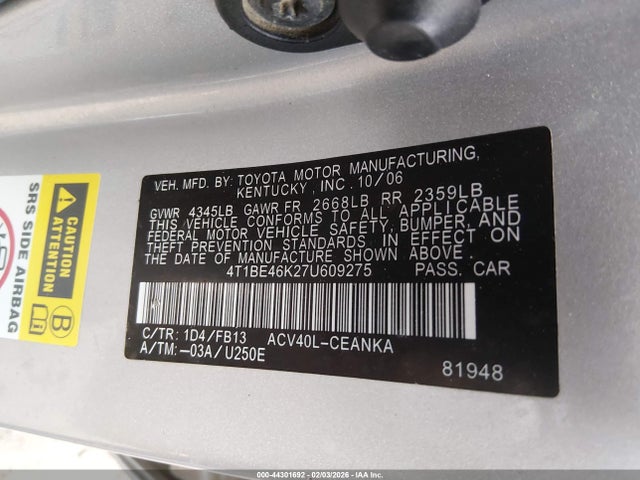 VEH. MFD. BY: TOYOTA MOTOR MANUFACTURING,
KENTUCKY, INC. 10/06
GVWR 4345LB GAWR FR 2668LB RR 2359LB
THIS VEHICLE CONFORMS TO ALL APPLICABLE
FEDERAL MOTOR VEHICLE SAFETY, BUMPER, AND
THEFT PREVENTION STANDARDS IN EFFECT ON
THE DATE OF MANUFACTURE SHOWN ABOVE.
4T1BE46K27U609275 PASS. CAR
C/TR: 1D4/FB13 ACV40L-CEANKA
A/TM: -03A/U250E
81948
CAUTION
ATTENTION
B
SRS SIDE AIRBAG
000-44301692 - 02/03/2026 - IAA Inc.